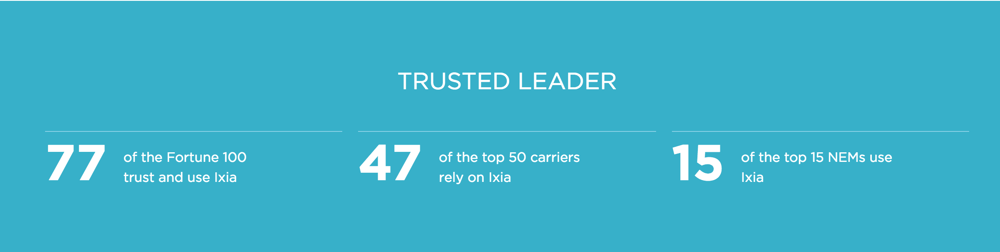 TRUSTED LEADER
77
of the Fortune 100
trust and use Ixia
47
of the top 50 carriers
rely on Ixia
15
of the top 15 NEMs use
Ixia